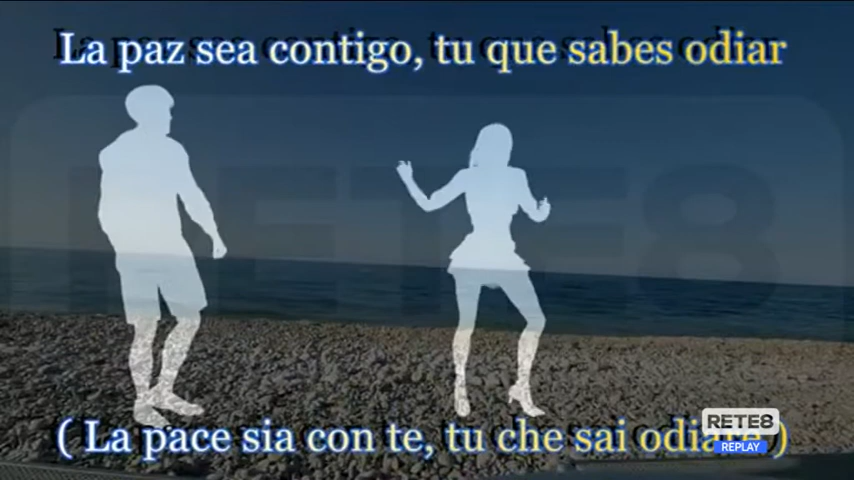 La paz sea contigo, tu que sabes odiar
RETE8
( La pace sia con te, tu che sai odiare )
RETE8
REPLAY